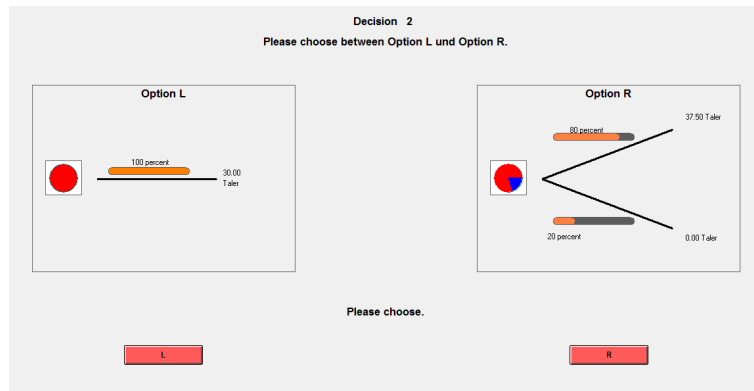 Decision 2
Please choose between Option L und Option R.
Option L
100 percent
30.00
Taler
Option R
80 percent
37.50 Taler
20 percent
0.00 Taler
Please choose.
L
R